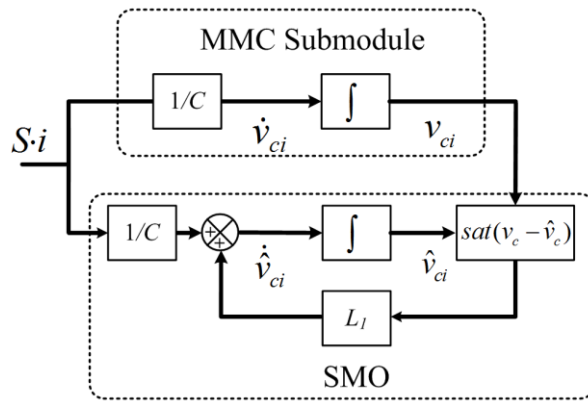 MMC Submodule
1/C
∫
v̇ci
vci
S·i
1/C
+
+
∫
sat(vc − v̂c)
v̂̇ci
v̂ci
L1
SMO